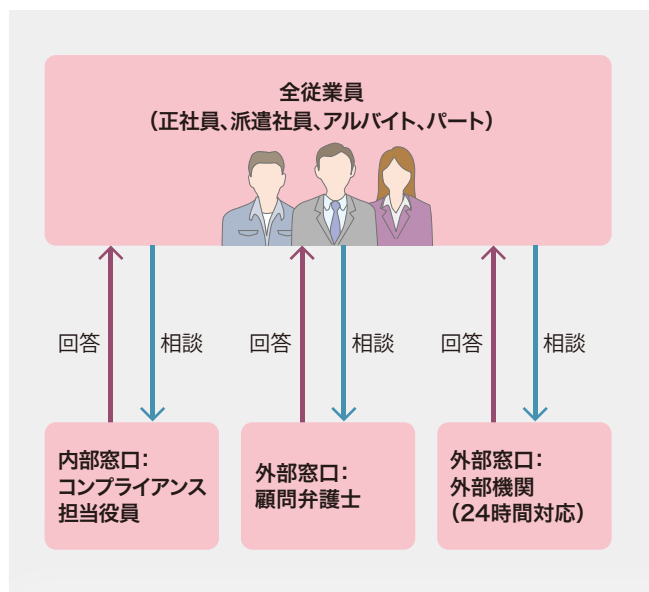 全従業員
（正社員、派遣社員、アルバイト、パート）
回答
相談
回答
相談
回答
相談
内部窓口：
コンプライアンス
担当役員
外部窓口：
顧問弁護士
外部窓口：
外部機関
（24時間対応）